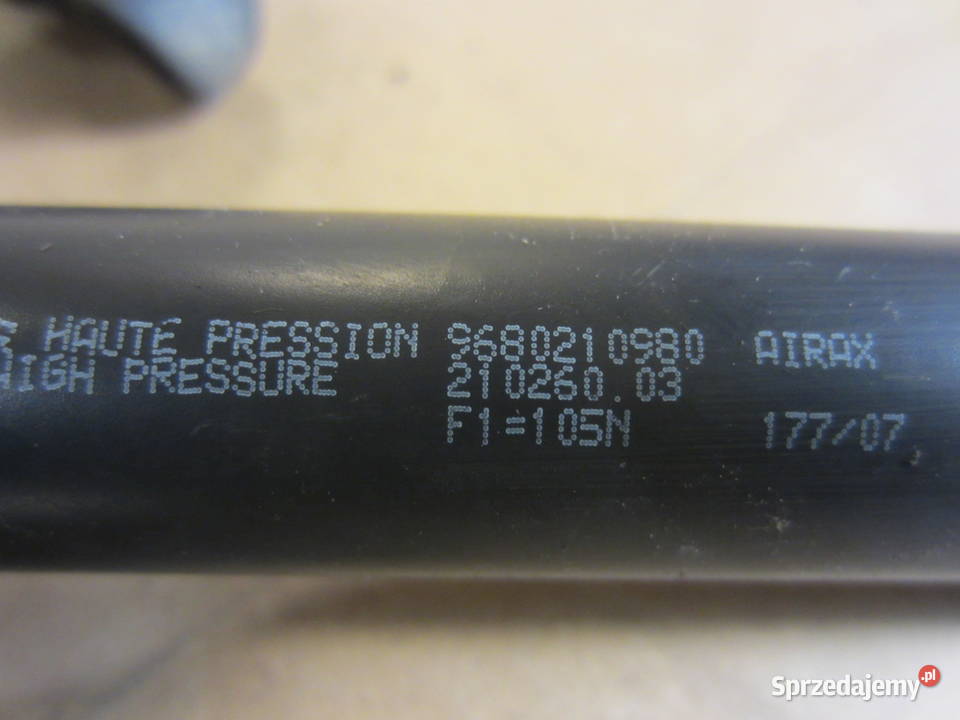 HAUTE PRESSION 9680210980 AIRAX
HIGH PRESSURE 210260.03
F1=105N 177/07
Sprzedajemy.pl